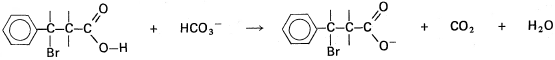 C–C–C O O–H Br + HCO₃⁻ → C–C–C O O⁻ Br + CO₂ + H₂O